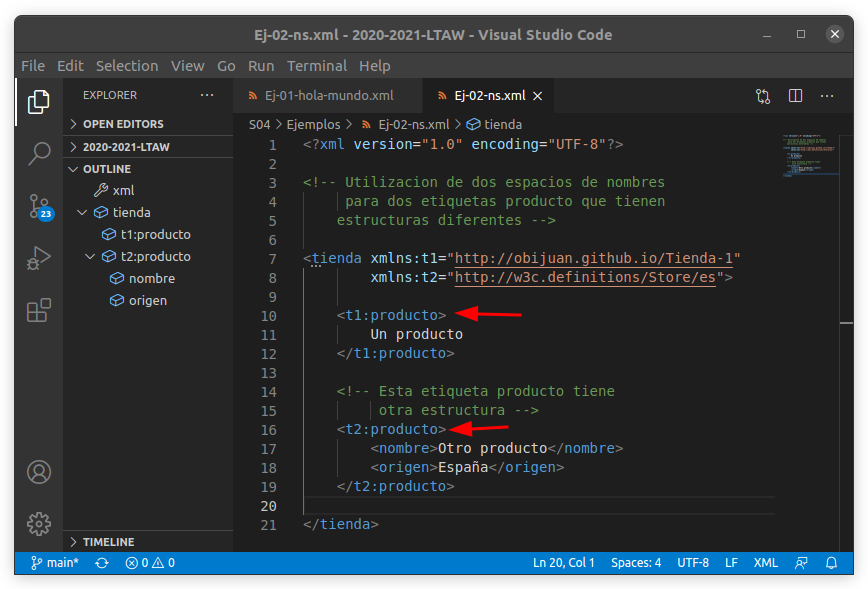 Ej-02-ns.xml - 2020-2021-LTAW - Visual Studio Code
File Edit Selection View Go Run Terminal Help
EXPLORER ···
OPEN EDITORS
2020-2021-LTAW
OUTLINE
xml
tienda
t1:producto
t2:producto
nombre
origen
TIMELINE
23
Ej-01-hola-mundo.xml Ej-02-ns.xml ···
S04 > Ejemplos > Ej-02-ns.xml > tienda
1 <?xml version="1.0" encoding="UTF-8"?>
2
3 <!-- Utilizacion de dos espacios de nombres
4 para dos etiquetas producto que tienen
5 estructuras diferentes -->
6
7 <tienda xmlns:t1="http://obijuan.github.io/Tienda-1"
8 xmlns:t2="http://w3c.definitions/Store/es">
9
10 <t1:producto>
11 Un producto
12 </t1:producto>
13
14 <!-- Esta etiqueta producto tiene
15 otra estructura -->
16 <t2:producto>
17 <nombre>Otro producto</nombre>
18 <origen>España</origen>
19 </t2:producto>
20
21 </tienda>
main* 0 0 Ln 20, Col 1 Spaces: 4 UTF-8 LF XML